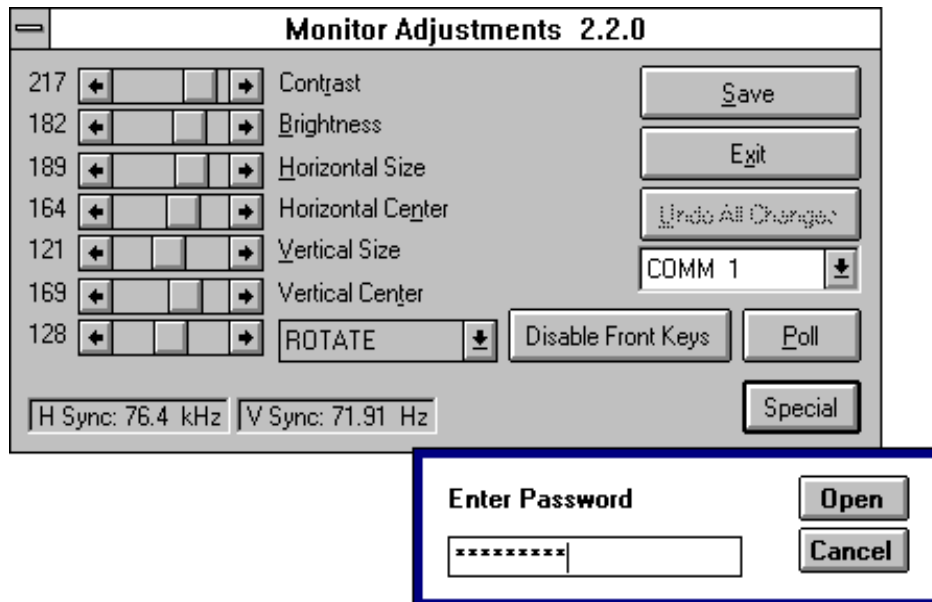 Monitor Adjustments 2.2.0
217 Contrast
Save
182 Brightness
189 Horizontal Size
Exit
164 Horizontal Center
Undo All Changes
121 Vertical Size
COMM 1
169 Vertical Center
128 ROTATE
Disable Front Keys
Poll
H Sync: 76.4 kHz
V Sync: 71.91 Hz
Special
Enter Password
Open
*********
Cancel